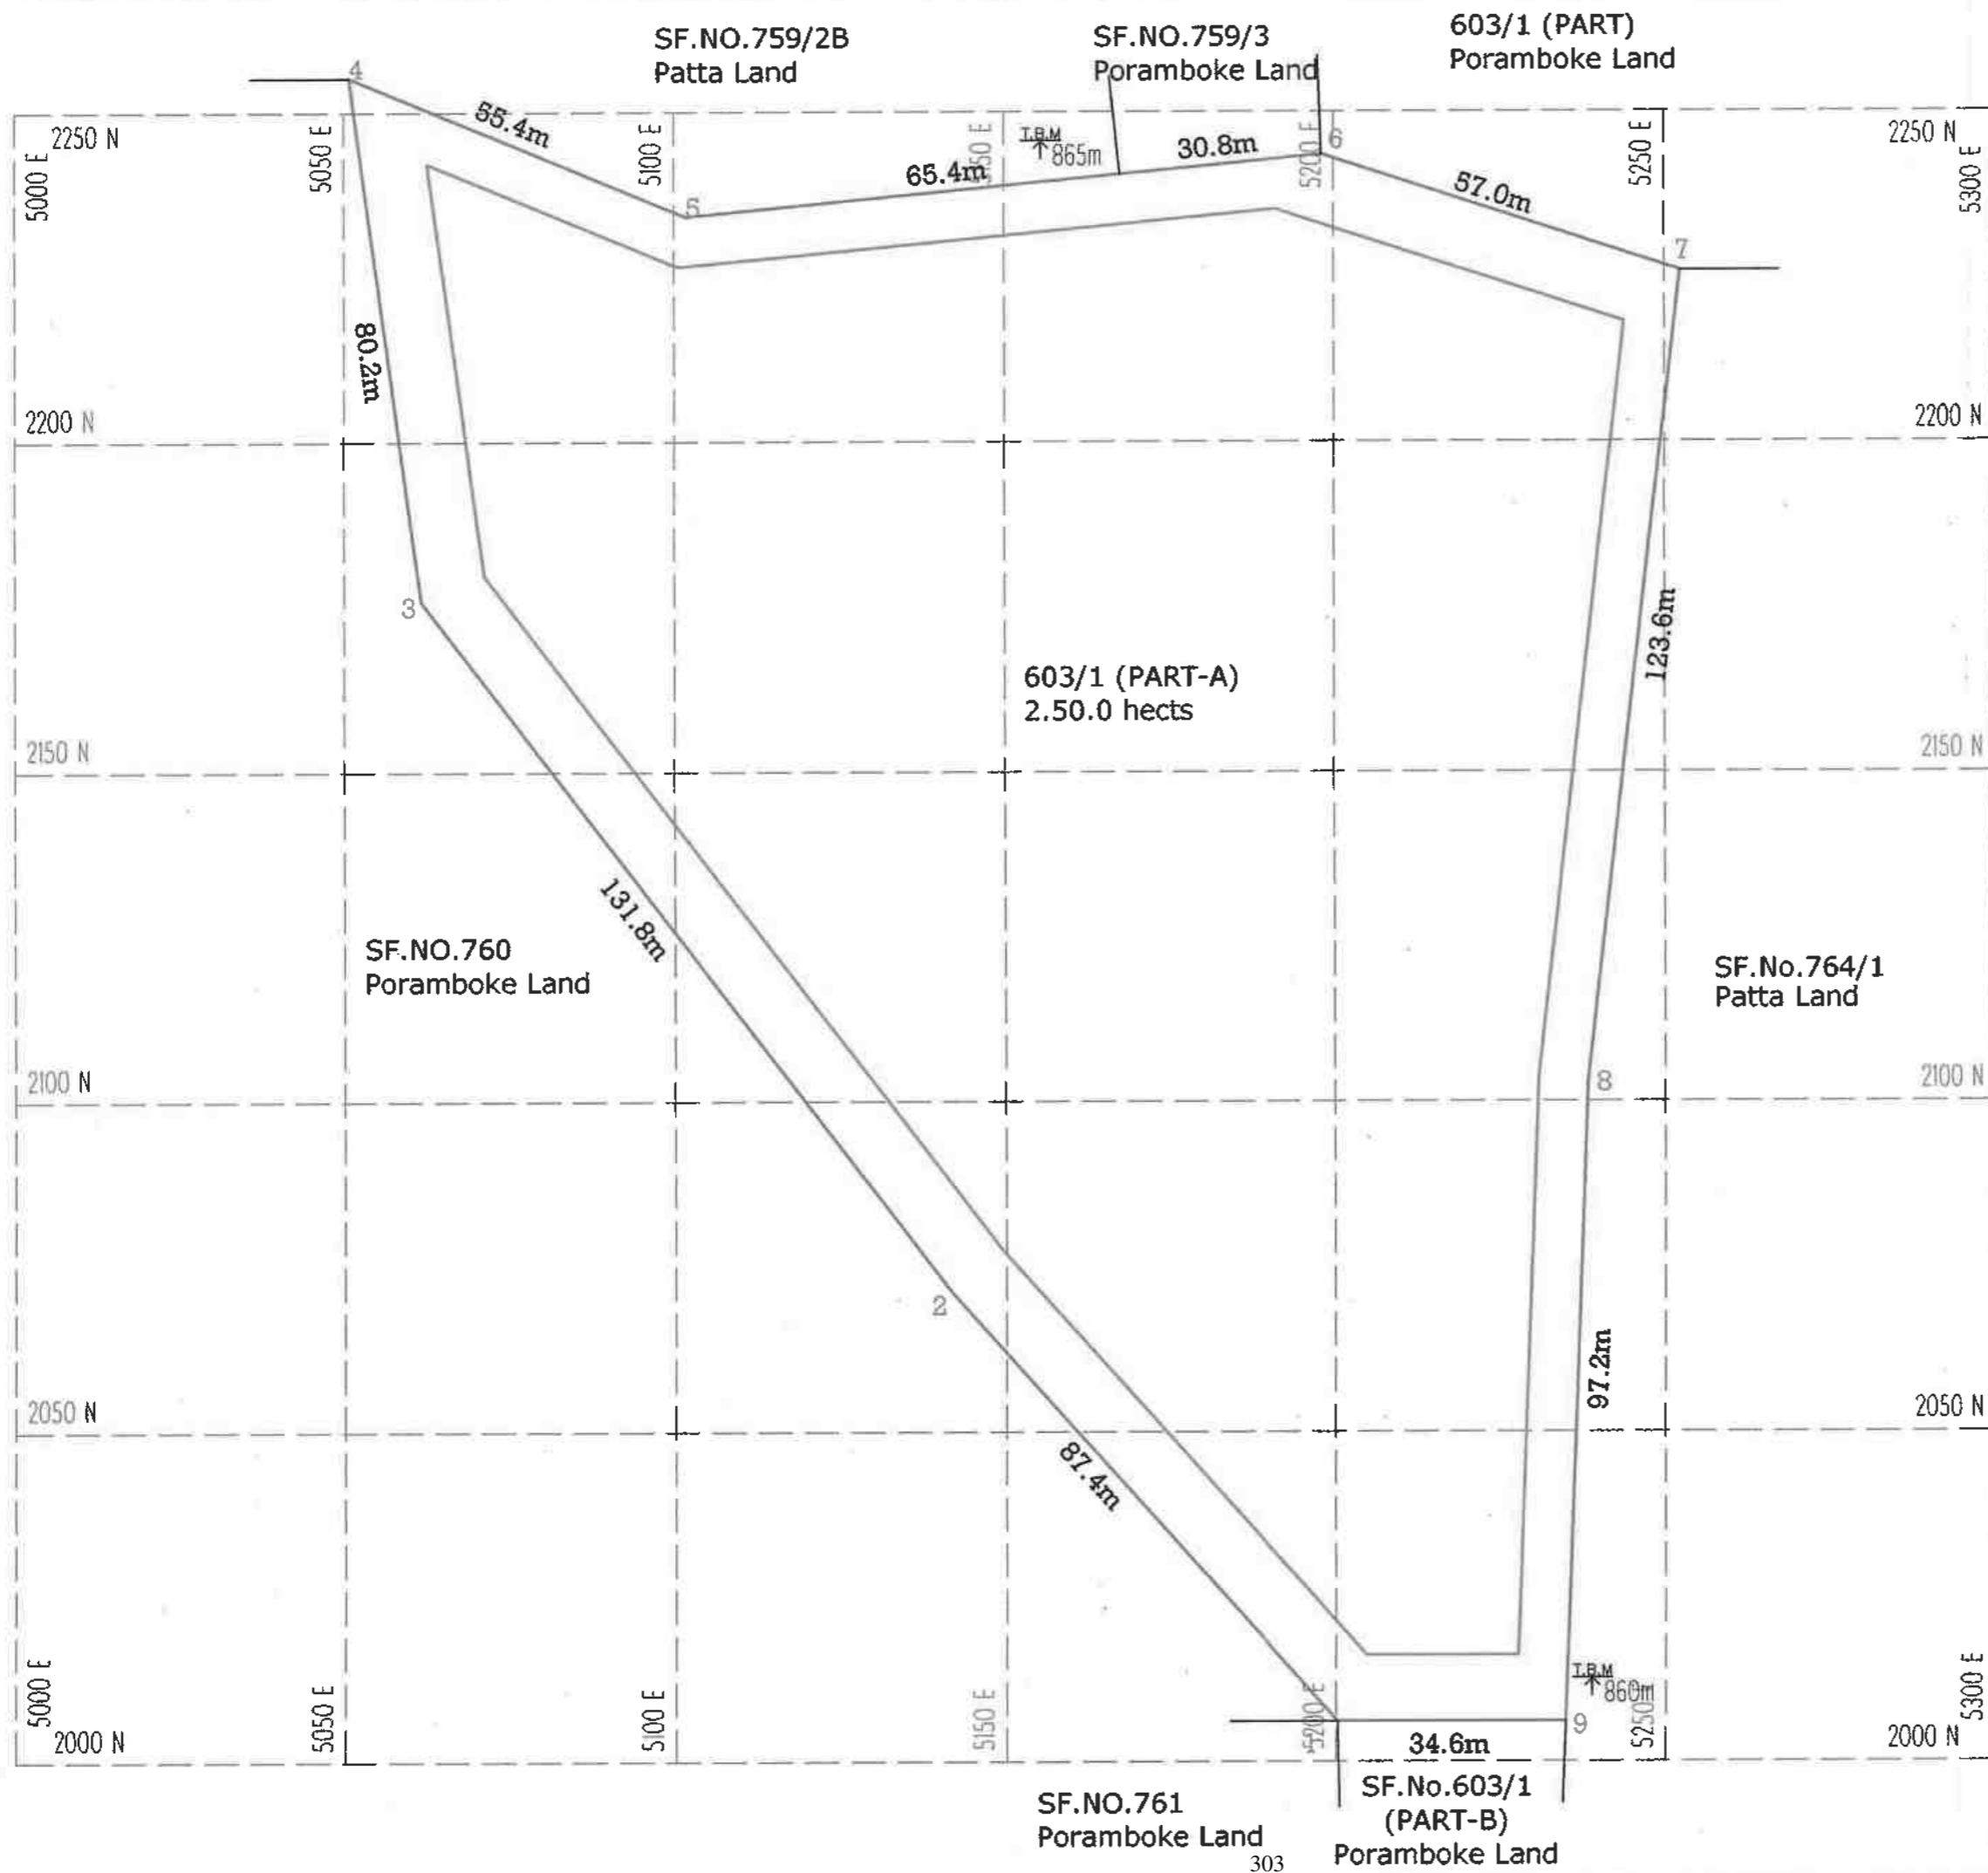 SF.NO.759/2B
Patta Land
SF.NO.759/3
Poramboke Land
603/1 (PART)
Poramboke Land
4
2250 N
5000 E
5050 E
55.4m
5100 E
5
65.4m
T.B.M
865m
30.8m
5200 E
6
57.0m
5250 E
7
2250 N
5300 E
80.2m
2200 N
2200 N
3
123.6m
603/1 (PART-A)
2.50.0 hects
2150 N
2150 N
131.8m
SF.NO.760
Poramboke Land
SF.No.764/1
Patta Land
2100 N
8
2100 N
2
97.2m
2050 N
2050 N
87.4m
5000 E
5050 E
5100 E
5150 E
5200 E
T.B.M
860m
5250
5300 E
9
2000 N
34.6m
2000 N
SF.NO.761
Poramboke Land
SF.No.603/1
(PART-B)
Poramboke Land
303